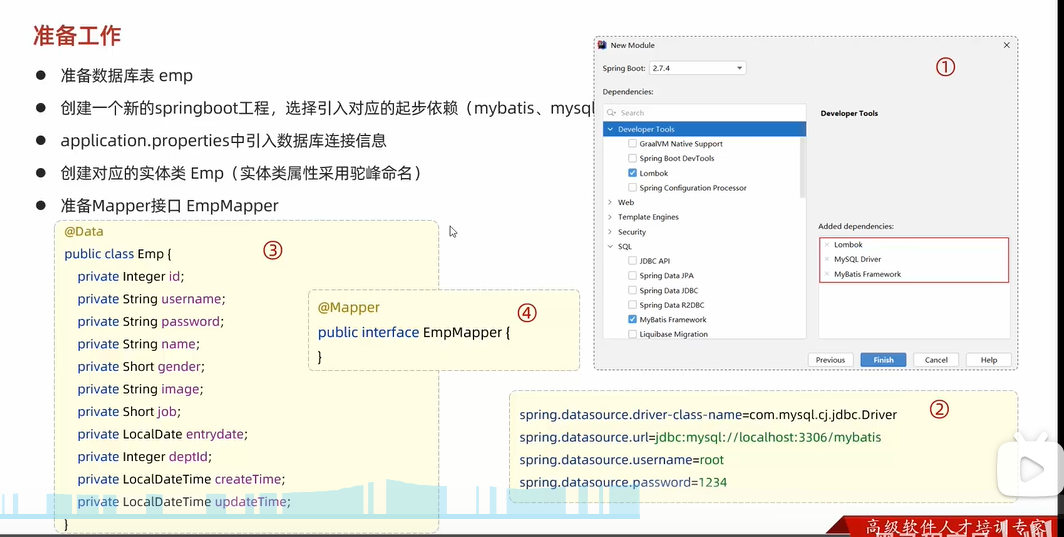 准备工作
准备数据库表 emp
创建一个新的springboot工程，选择引入对应的起步依赖（mybatis、mysql
application.properties中引入数据库连接信息
创建对应的实体类 Emp（实体类属性采用驼峰命名）
准备Mapper接口 EmpMapper
@Data
public class Emp {
③
private Integer id;
private String username;
private String password;
private String name;
private Short gender;
private String image;
private Short job;
private LocalDate entrydate;
private Integer deptId;
private LocalDateTime createTime;
private LocalDateTime updateTime;
}
@Mapper
④
public interface EmpMapper {
}
New Module
①
Spring Boot: 2.7.4
Dependencies:
Search
Developer Tools
GraalVM Native Support
Spring Boot DevTools
Lombok
Spring Configuration Processor
Web
Template Engines
Security
SQL
JDBC API
Spring Data JPA
Spring Data JDBC
Spring Data R2DBC
MyBatis Framework
Liquibase Migration
Developer Tools
Added dependencies:
Lombok
MySQL Driver
MyBatis Framework
Previous Finish Cancel Help
②
spring.datasource.driver-class-name=com.mysql.cj.jdbc.Driver
spring.datasource.url=jdbc:mysql://localhost:3306/mybatis
spring.datasource.username=root
spring.datasource.password=1234
高级软件人才培训专家